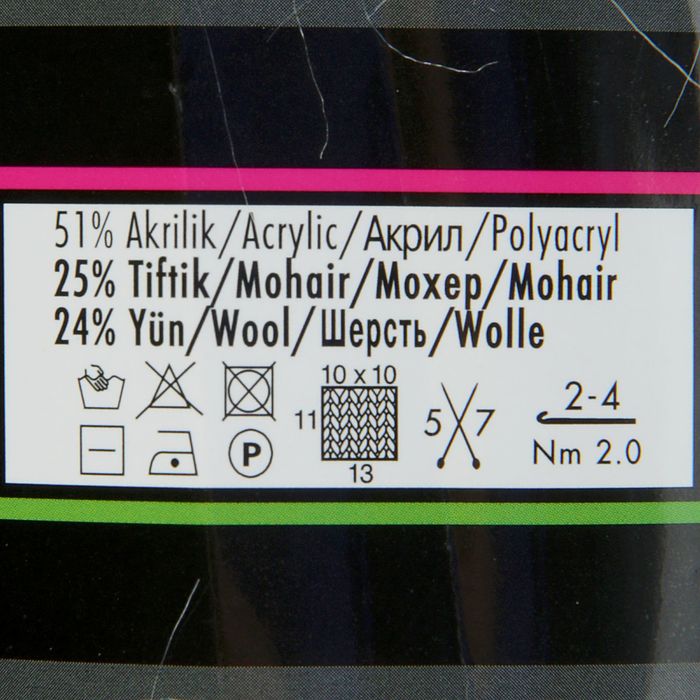 51% Akrilik/Acrylic/Акрил/Polyacryl
25% Tiftik/Mohair/Мохер/Mohair
24% Yün/Wool/Шерсть/Wolle
10 x 10
11
13
5 7
2-4
Nm 2.0
P